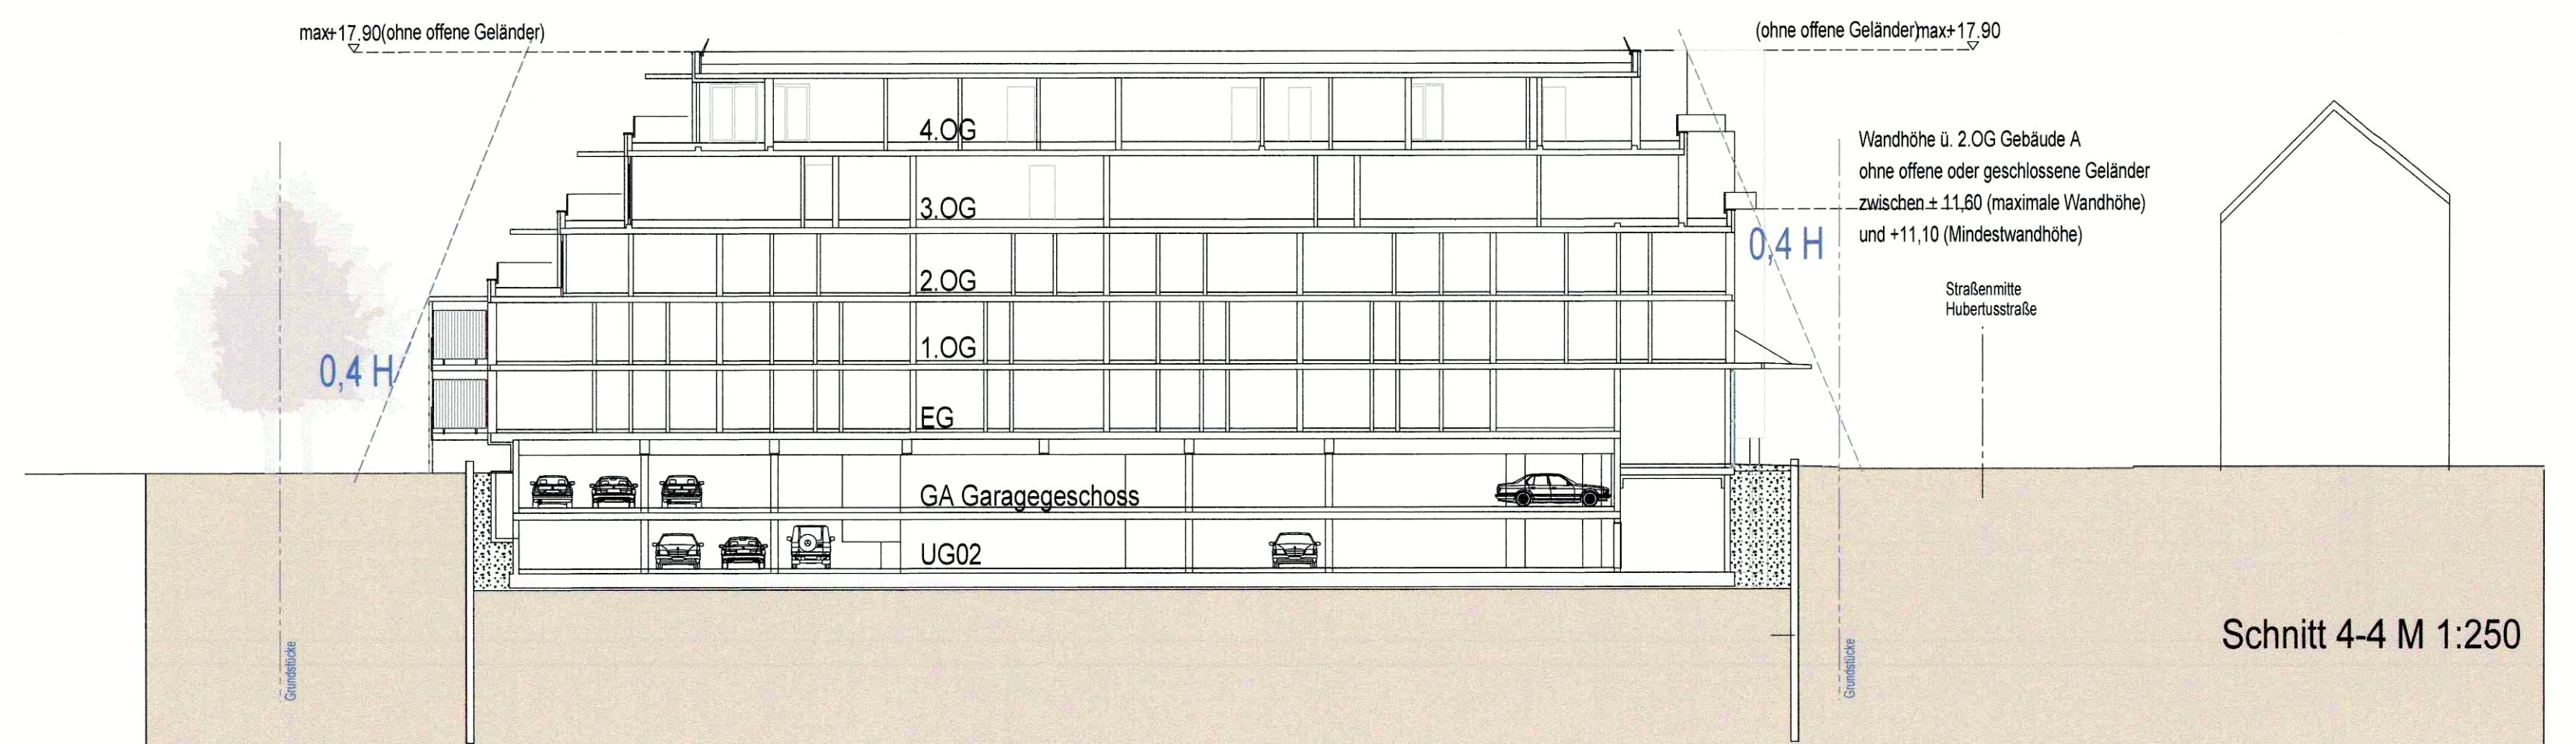 max+17.90(ohne offene Geländer)
(ohne offene Geländer)max+17.90
Wandhöhe ü. 2.OG Gebäude A
ohne offene oder geschlossene Geländer
zwischen ± 11,60 (maximale Wandhöhe)
und +11,10 (Mindestwandhöhe)
0,4 H
Straßenmitte
Hubertusstraße
4.OG
3.OG
2.OG
1.OG
EG
0,4 H
GA Garagegeschoss
UG02
Grundstücke
Grundstücke
Schnitt 4-4 M 1:250